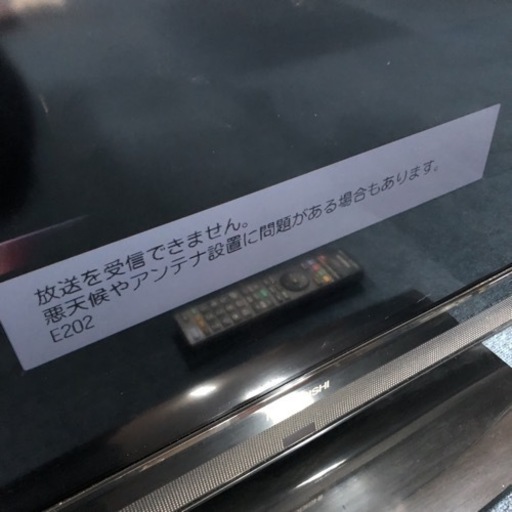 放送を受信できません。
悪天候やアンテナ設置に問題がある場合もあります。
E202